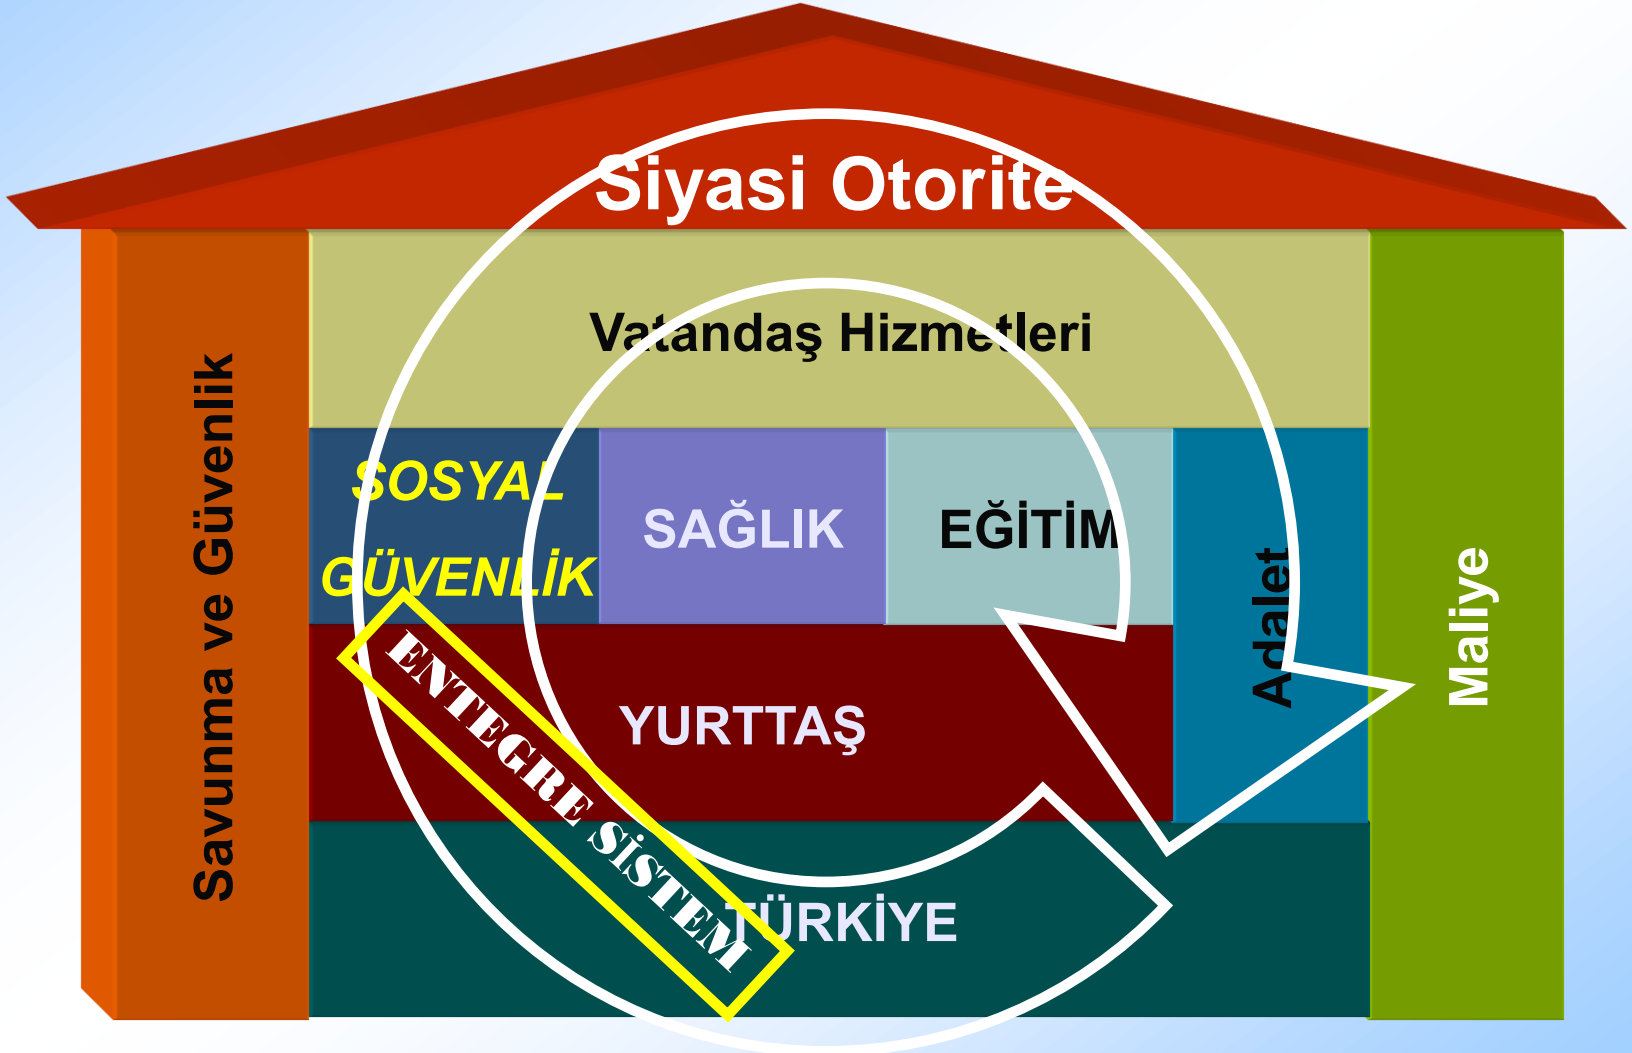 Siyasi Otorite
Vatandaş Hizmetleri
Savunma ve Güvenlik
SOSYAL
GÜVENLİK
SAĞLIK
EĞİTİM
Adalet
Maliye
YURTTAŞ
ENTEGRE SİSTEM
TÜRKİYE